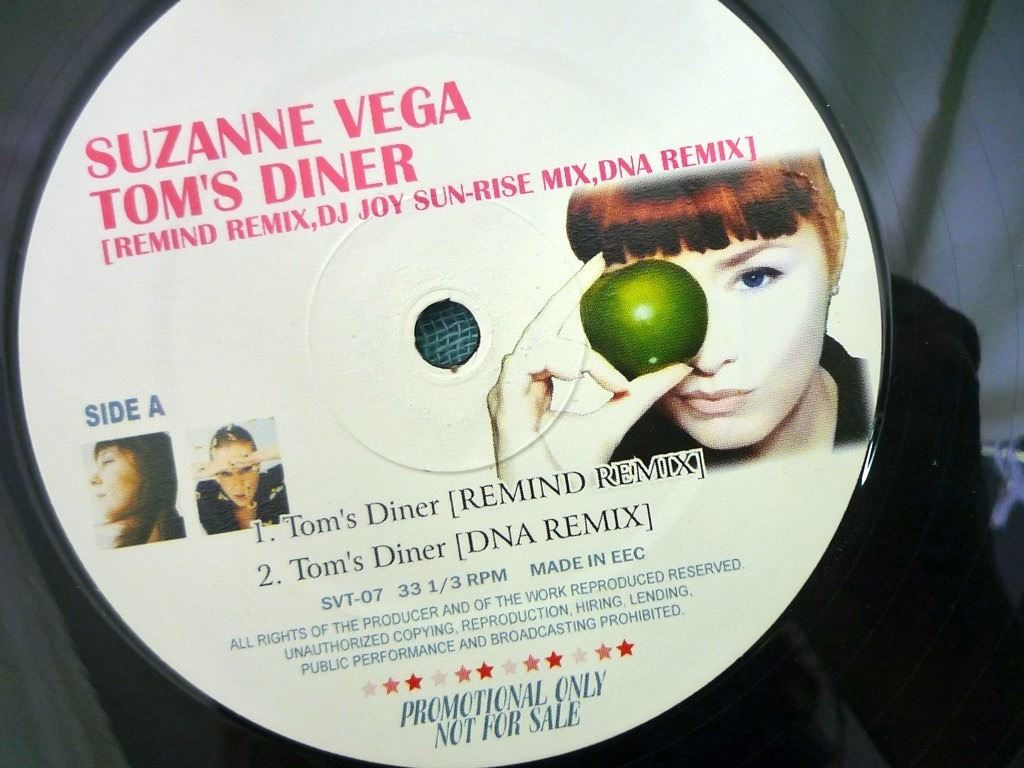 SUZANNE VEGA
TOM'S DINER
[REMIND REMIX,DJ JOY SUN-RISE MIX,DNA REMIX]
SIDE A
1. Tom's Diner [REMIND REMIX]
2. Tom's Diner [DNA REMIX]
SVT-07 33 1/3 RPM MADE IN EEC
ALL RIGHTS OF THE PRODUCER AND OF THE WORK REPRODUCED RESERVED.
UNAUTHORIZED COPYING, REPRODUCTION, HIRING, LENDING,
PUBLIC PERFORMANCE AND BROADCASTING PROHIBITED.
PROMOTIONAL ONLY
NOT FOR SALE